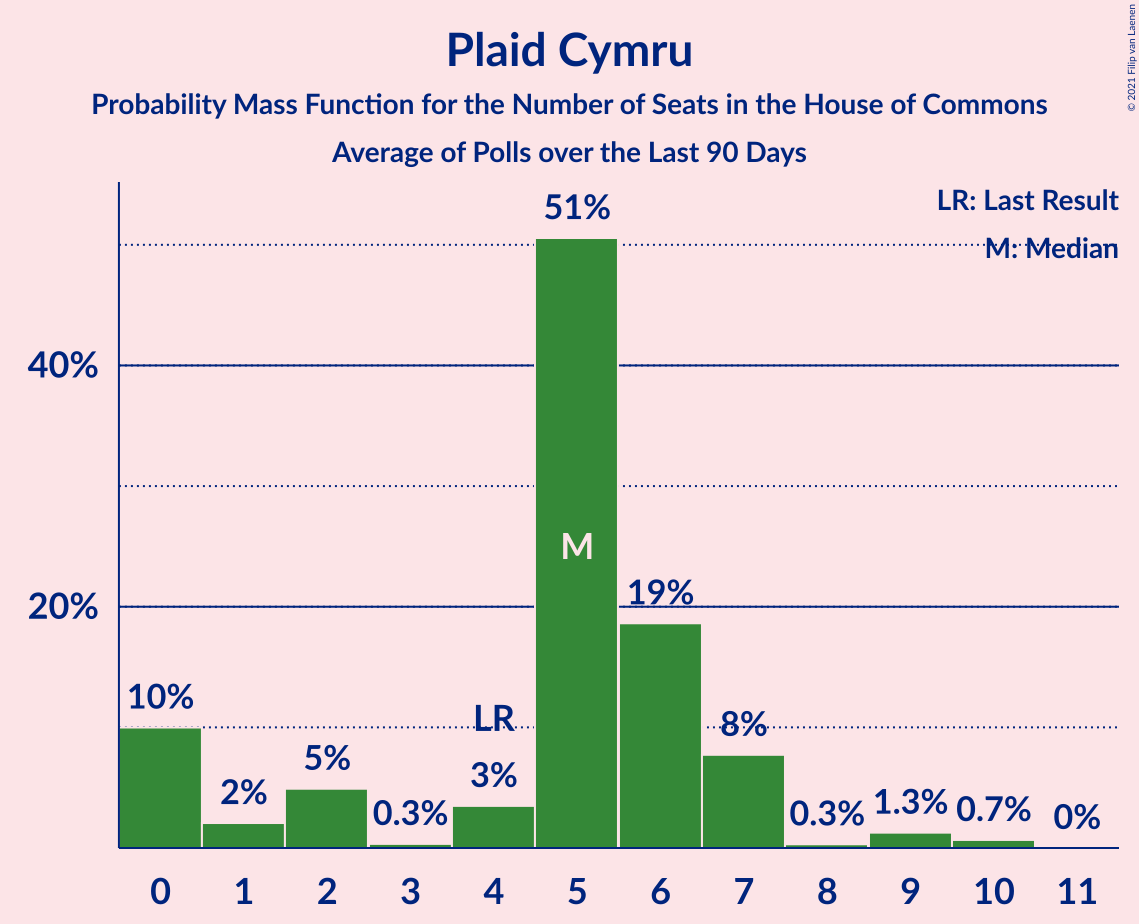 Plaid Cymru
Probability Mass Function for the Number of Seats in the House of Commons
Average of Polls over the Last 90 Days
© 2021 Filip van Laenen
LR: Last Result
M: Median
51%
40%
M
20%
19%
10%
LR
8%
5%
3%
2%
0.3%
0.3%
1.3%
0.7%
0%
0 1 2 3 4 5 6 7 8 9 10 11